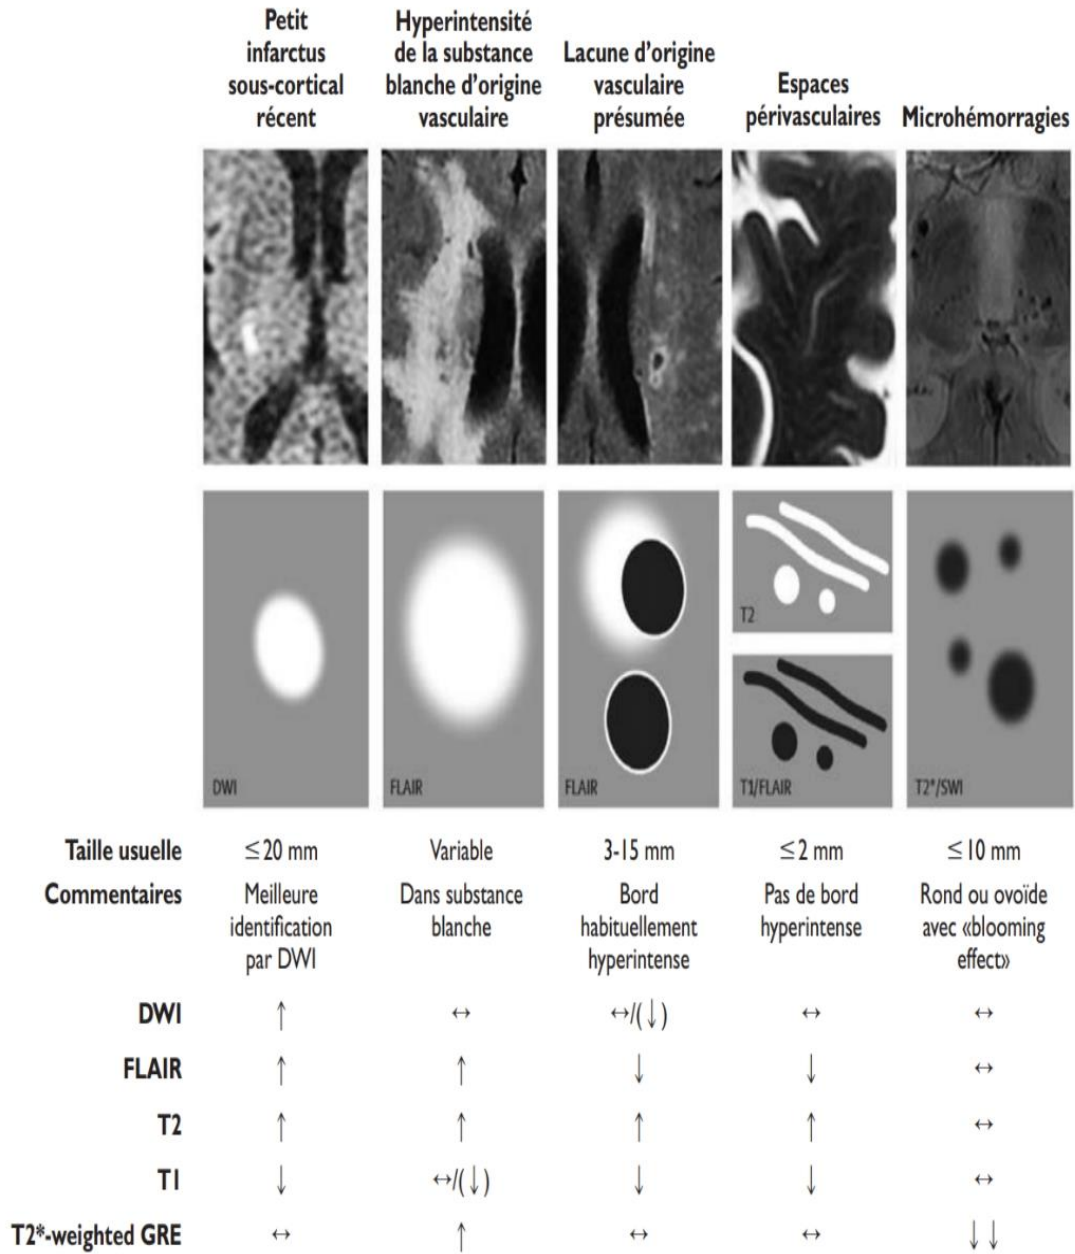 Petit
infarctus
sous-cortical
récent
Hyperintensité
de la substance
blanche d'origine
vasculaire
Lacune d'origine
vasculaire
présumée
Espaces
périvasculaires
Microhémorragies
DWI
FLAIR
FLAIR
T2
T1/FLAIR
T2*/SWI
Taille usuelle ≤20 mm Variable 3-15 mm ≤2 mm ≤10 mm
Commentaires
Meilleure
identification
par DWI
Dans substance
blanche
Bord
habituellement
hyperintense
Pas de bord
hyperintense
Rond ou ovoïde
avec «blooming
effect»
DWI ↑ ↔ ↔/(↓) ↔ ↔
FLAIR ↑ ↑ ↓ ↓ ↔
T2 ↑ ↑ ↑ ↑ ↔
T1 ↓ ↔/(↓) ↓ ↓ ↔
T2*-weighted GRE ↔ ↑ ↔ ↔ ↓↓